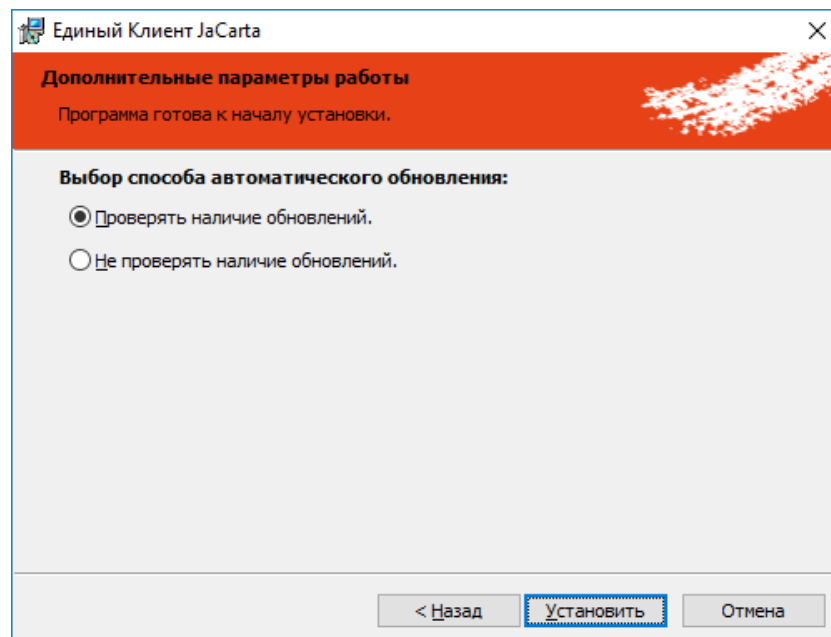 Единый Клиент JaCarta
Дополнительные параметры работы
Программа готова к началу установки.
Выбор способа автоматического обновления:
Проверять наличие обновлений.
Не проверять наличие обновлений.
< Назад Установить Отмена